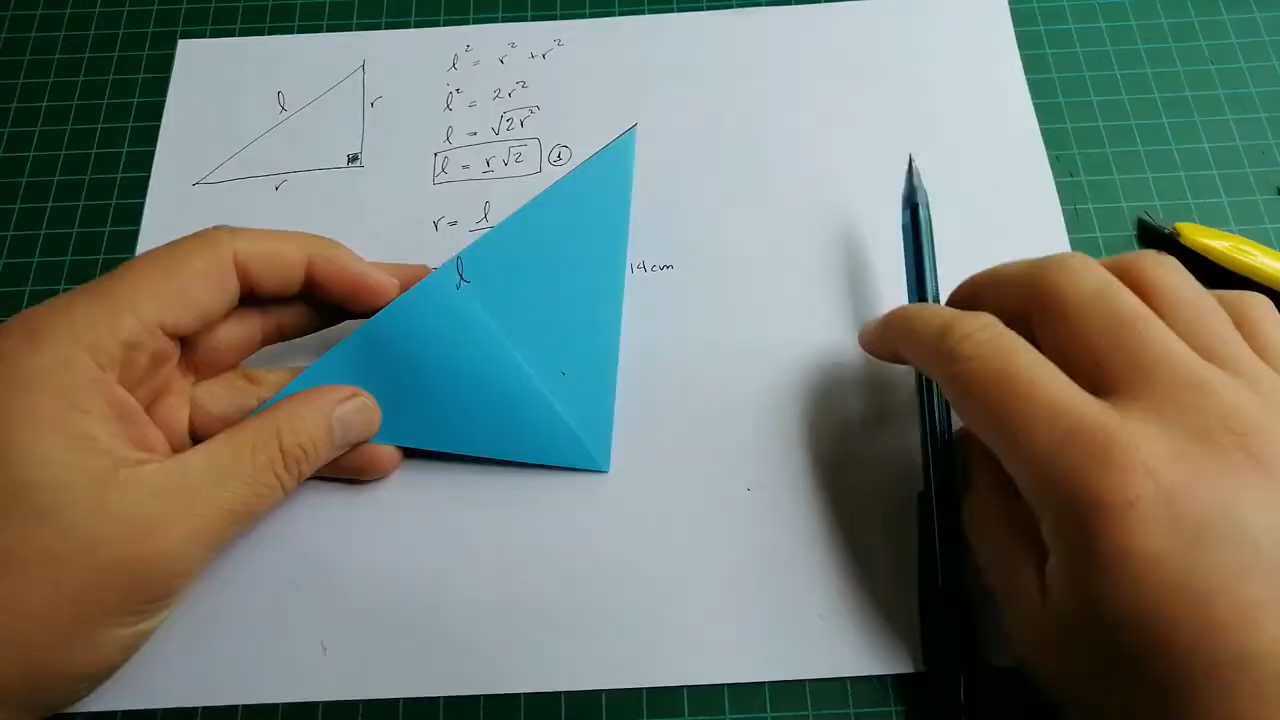 l² = r² + r²
l
r
l² = 2r²
l = √2r²
l = r√2 ①
r
r = l
l
14cm